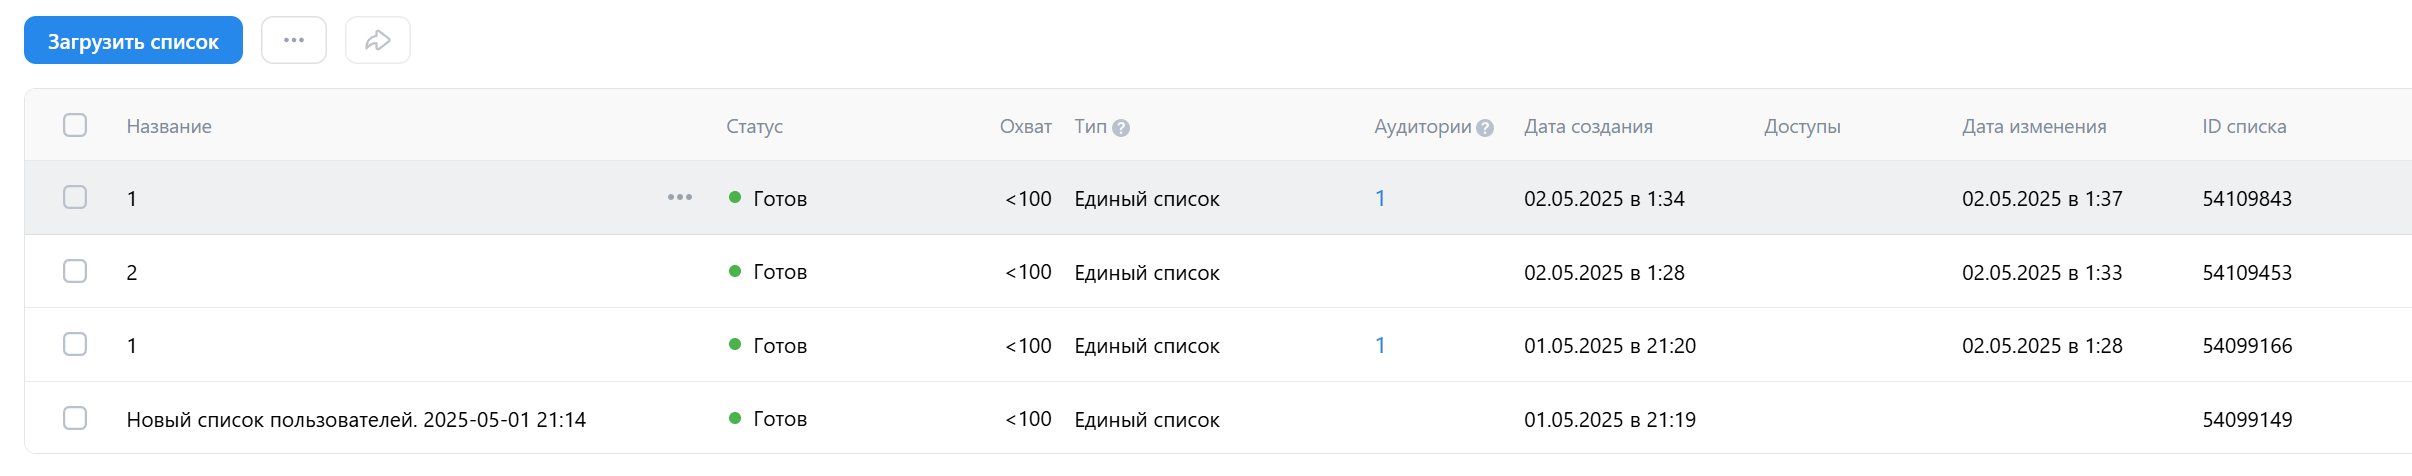 Загрузить список
Название Статус Охват Тип Аудитории Дата создания Доступы Дата изменения ID списка
1 Готов <100 Единый список 1 02.05.2025 в 1:34 02.05.2025 в 1:37 54109843
2 Готов <100 Единый список 02.05.2025 в 1:28 02.05.2025 в 1:33 54109453
1 Готов <100 Единый список 1 01.05.2025 в 21:20 02.05.2025 в 1:28 54099166
Новый список пользователей. 2025-05-01 21:14 Готов <100 Единый список 01.05.2025 в 21:19 54099149